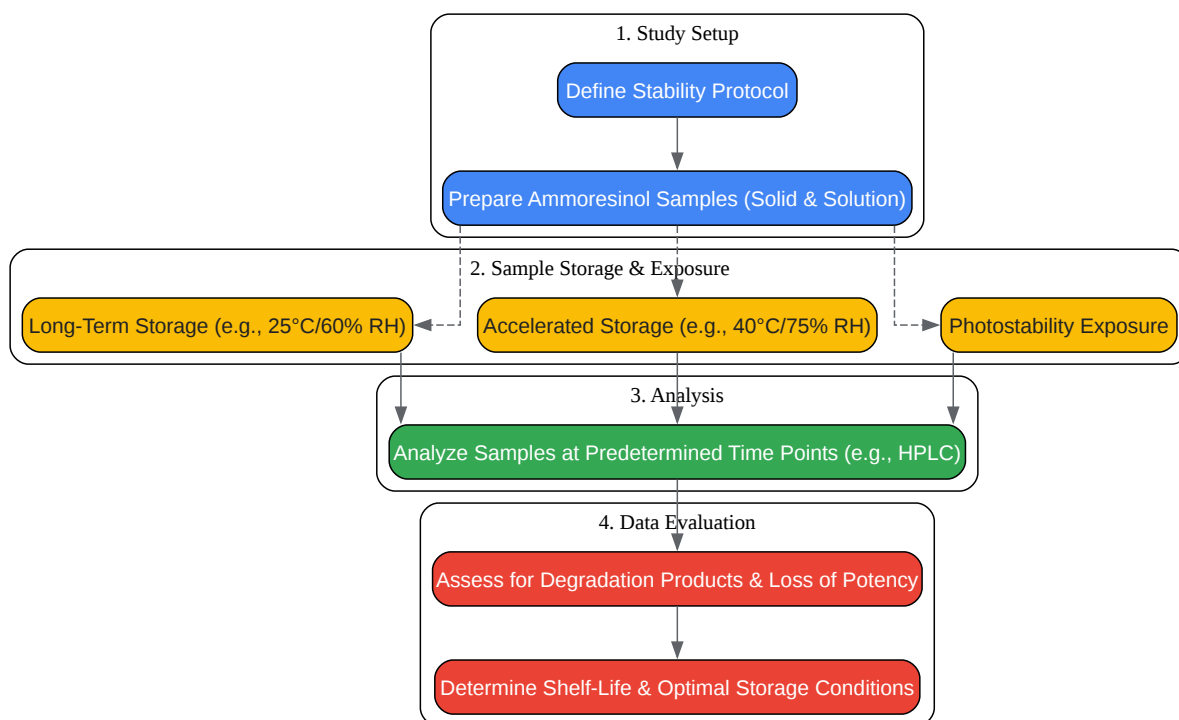 1. Study Setup
Define Stability Protocol
Prepare Ammoresinol Samples (Solid & Solution)
2. Sample Storage & Exposure
Long-Term Storage (e.g., 25°C/60% RH)
Accelerated Storage (e.g., 40°C/75% RH)
Photostability Exposure
3. Analysis
Analyze Samples at Predetermined Time Points (e.g., HPLC)
4. Data Evaluation
Assess for Degradation Products & Loss of Potency
Determine Shelf-Life & Optimal Storage Conditions